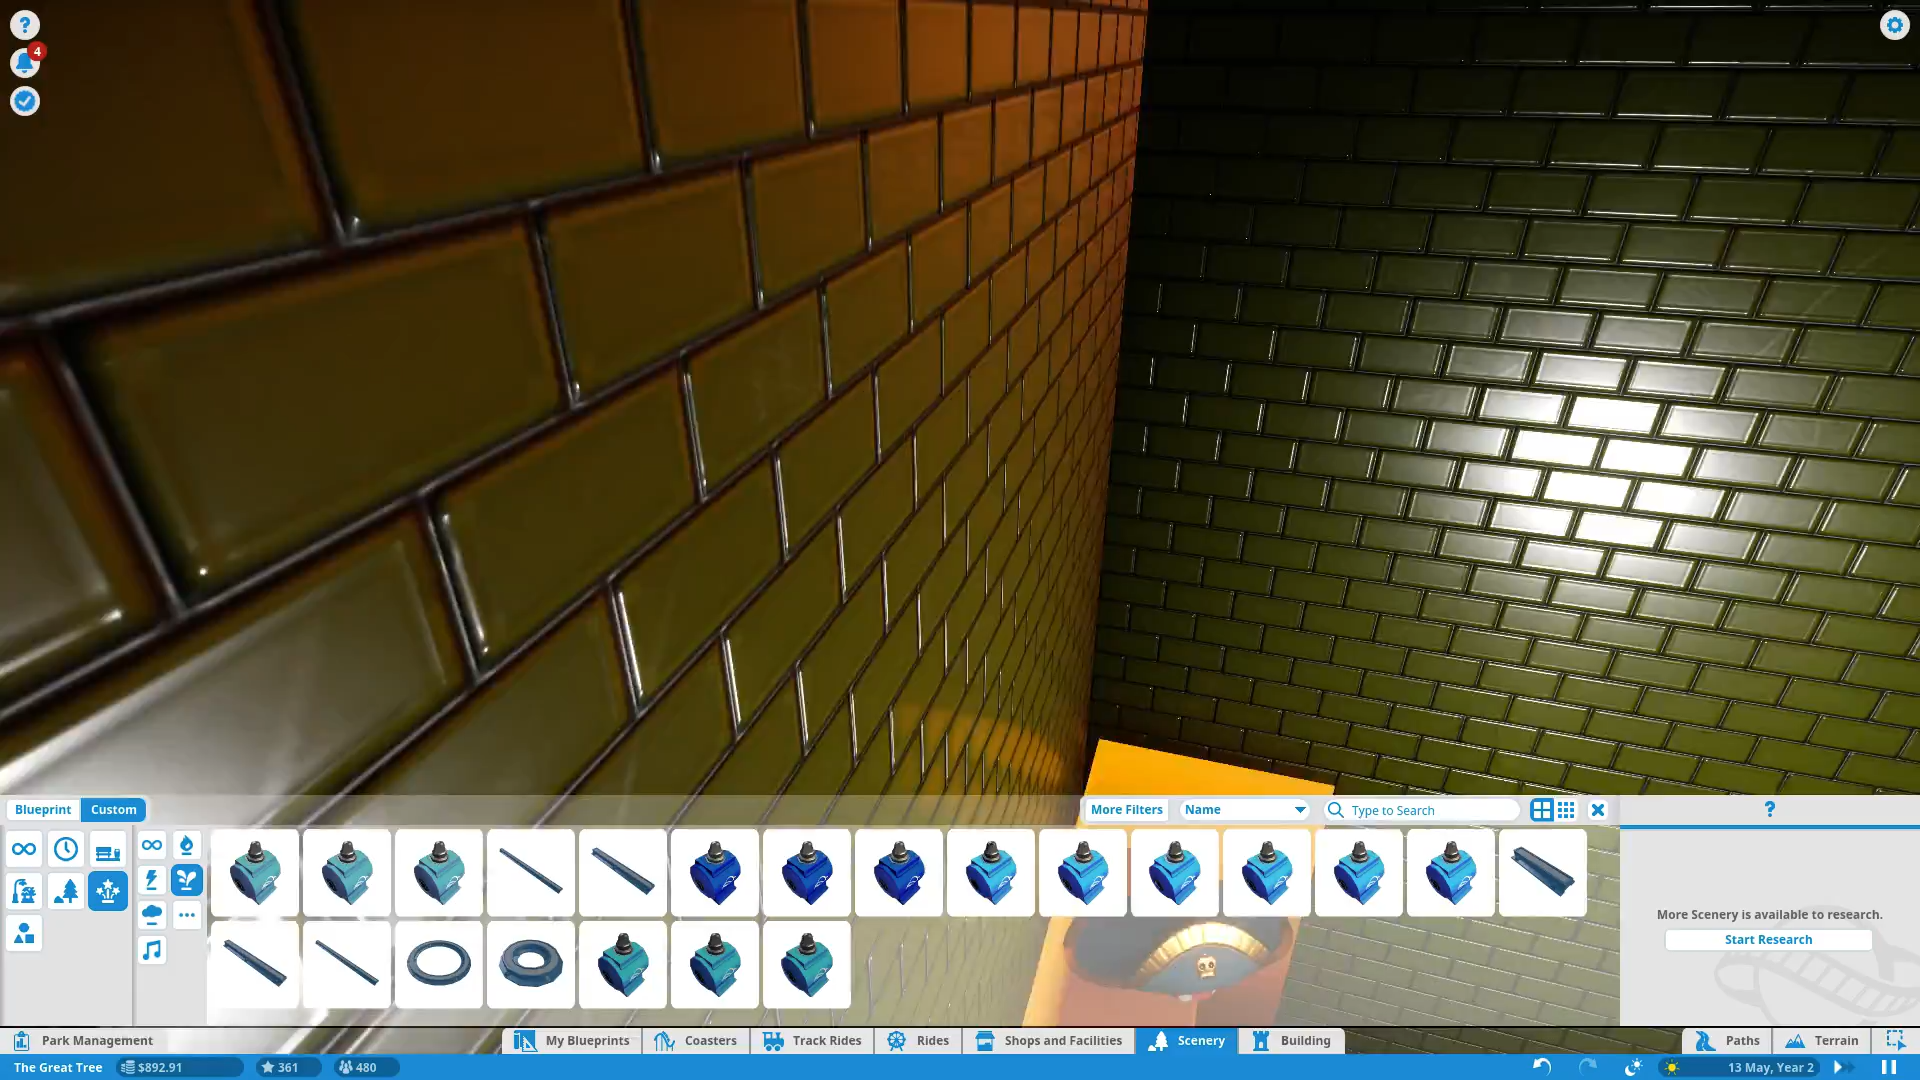 4
Blueprint
Custom
More Filters
Name
Type to Search
?
More Scenery is available to research.
Start Research
Park Management
My Blueprints
Coasters
Track Rides
Rides
Shops and Facilities
Scenery
Building
Paths
Terrain
The Great Tree
$892.91
361
480
13 May, Year 2